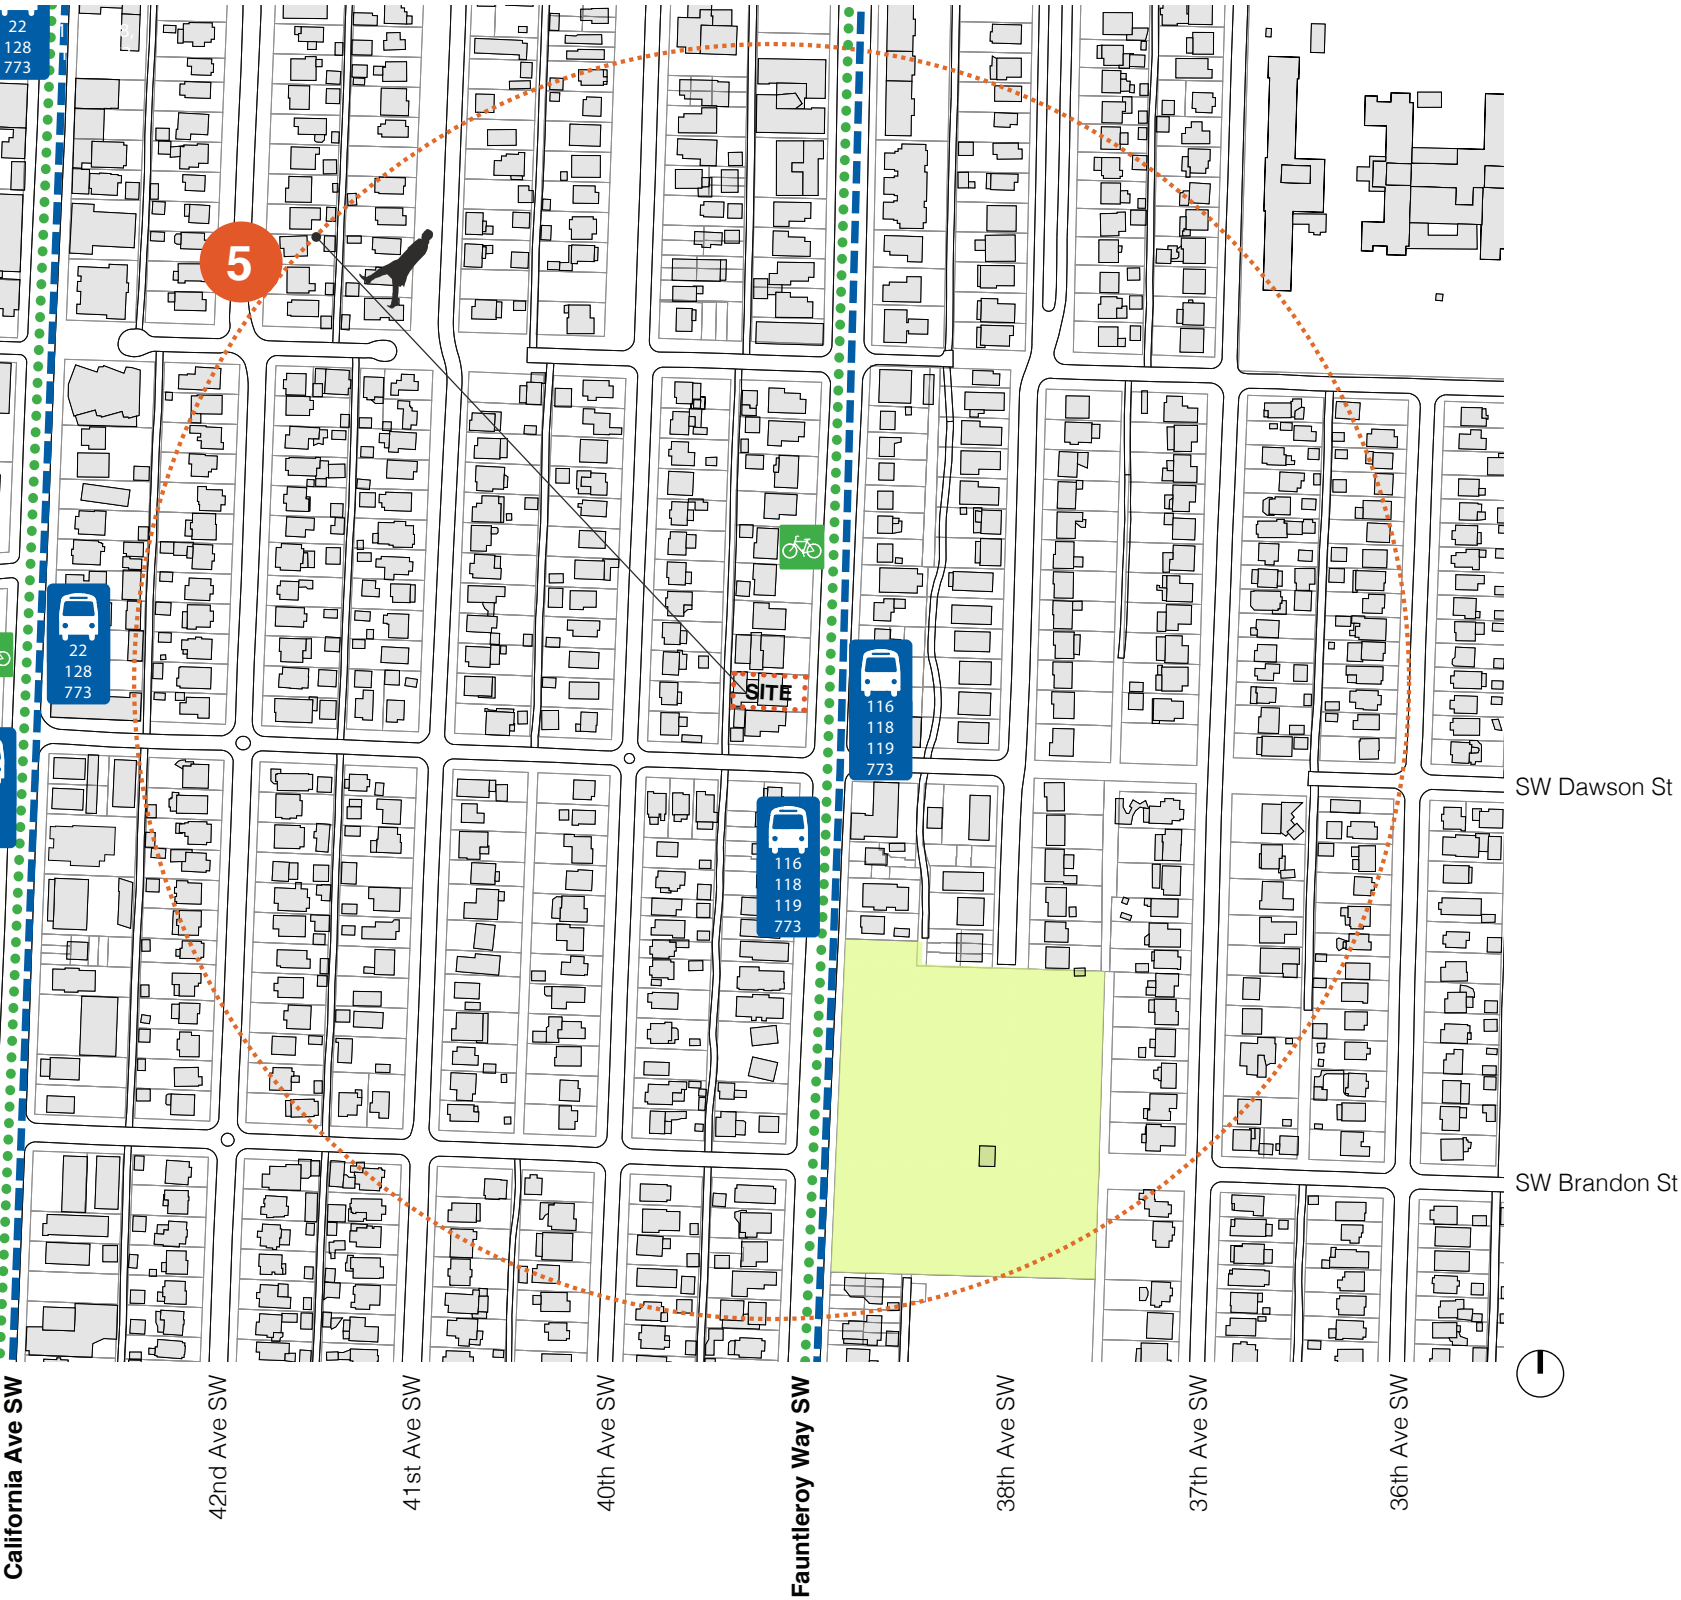 22
128
773
5
22
128
773
SITE
116
118
119
773
116
118
119
773
SW Dawson St
SW Brandon St
California Ave SW
42nd Ave SW
41st Ave SW
40th Ave SW
Fauntleroy Way SW
38th Ave SW
37th Ave SW
36th Ave SW